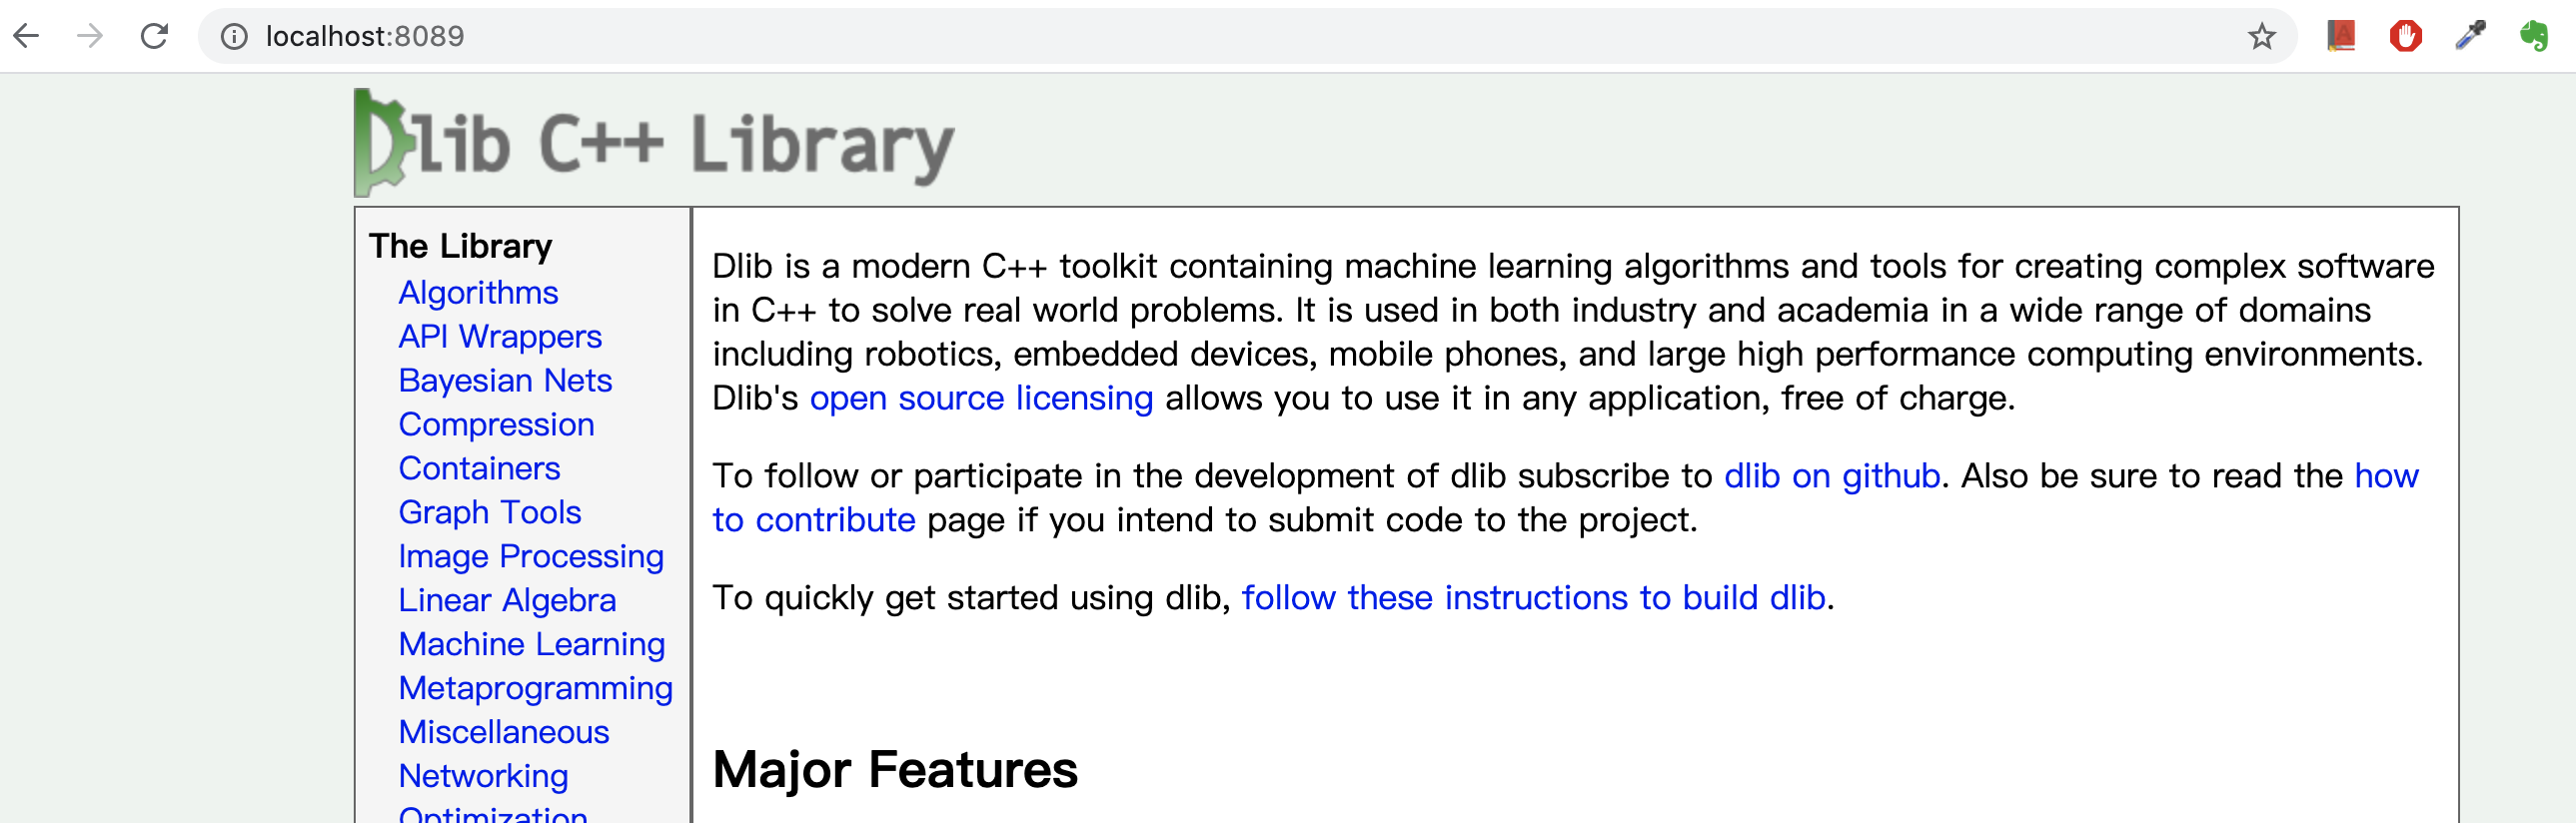 localhost:8089
Dlib C++ Library
The Library
Algorithms
API Wrappers
Bayesian Nets
Compression
Containers
Graph Tools
Image Processing
Linear Algebra
Machine Learning
Metaprogramming
Miscellaneous
Networking
Optimization
Dlib is a modern C++ toolkit containing machine learning algorithms and tools for creating complex software
in C++ to solve real world problems. It is used in both industry and academia in a wide range of domains
including robotics, embedded devices, mobile phones, and large high performance computing environments.
Dlib's open source licensing allows you to use it in any application, free of charge.
To follow or participate in the development of dlib subscribe to dlib on github. Also be sure to read the how
to contribute page if you intend to submit code to the project.
To quickly get started using dlib, follow these instructions to build dlib.
Major Features